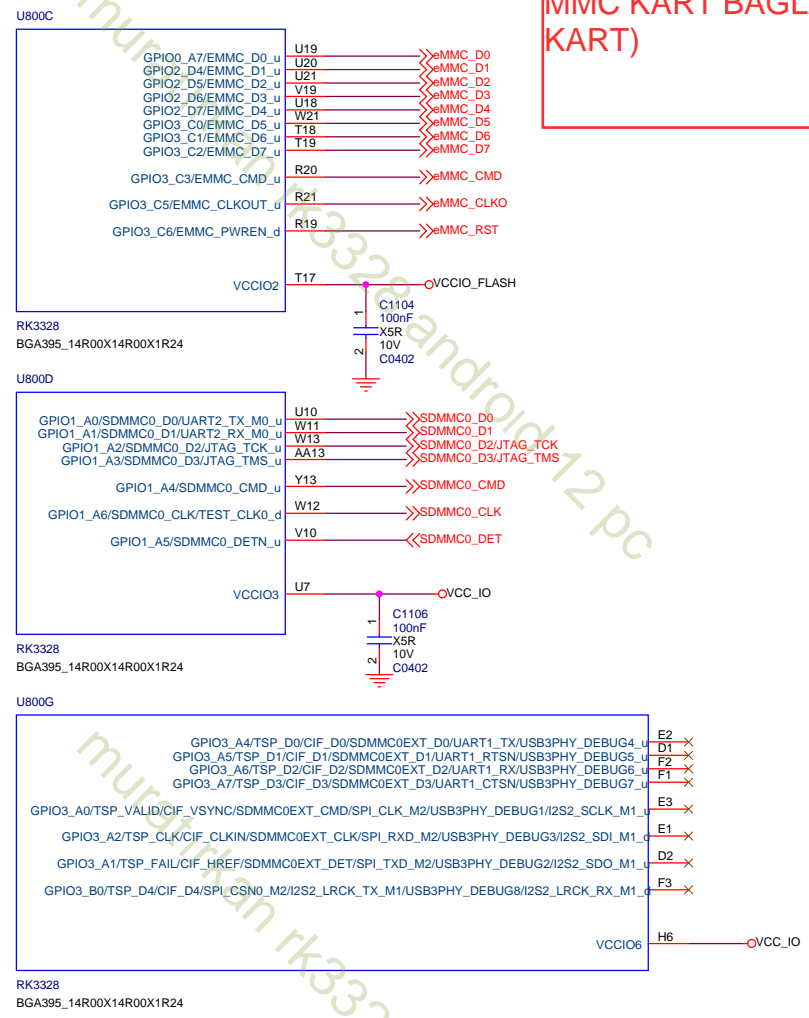 MMC KART BAGL
KART)
U800C
GPIO0_A7/EMMC_D0_u U19 eMMC_D0
GPIO2_D4/EMMC_D1_u U20 eMMC_D1
GPIO2_D5/EMMC_D2_u U21 eMMC_D2
GPIO2_D6/EMMC_D3_u V19 eMMC_D3
GPIO2_D7/EMMC_D4_u U18 eMMC_D4
GPIO3_C0/EMMC_D5_u W21 eMMC_D5
GPIO3_C1/EMMC_D6_u T18 eMMC_D6
GPIO3_C2/EMMC_D7_u T19 eMMC_D7
GPIO3_C3/EMMC_CMD_u R20 eMMC_CMD
GPIO3_C5/EMMC_CLKOUT_u R21 eMMC_CLKO
GPIO3_C6/EMMC_PWREN_d R19 eMMC_RST
VCCIO2 T17 VCCIO_FLASH
1 C1104
100nF
X5R
10V
2 C0402
RK3328
BGA395_14R00X14R00X1R24
U800D
GPIO1_A0/SDMMC0_D0/UART2_TX_M0_u U10 SDMMC0_D0
GPIO1_A1/SDMMC0_D1/UART2_RX_M0_u W11 SDMMC0_D1
GPIO1_A2/SDMMC0_D2/JTAG_TCK_u W13 SDMMC0_D2/JTAG_TCK
GPIO1_A3/SDMMC0_D3/JTAG_TMS_u AA13 SDMMC0_D3/JTAG_TMS
GPIO1_A4/SDMMC0_CMD_u Y13 SDMMC0_CMD
GPIO1_A6/SDMMC0_CLK/TEST_CLK0_d W12 SDMMC0_CLK
GPIO1_A5/SDMMC0_DETN_u V10 SDMMC0_DET
VCCIO3 U7 VCC_IO
1 C1106
100nF
X5R
10V
2 C0402
RK3328
BGA395_14R00X14R00X1R24
U800G
GPIO3_A4/TSP_D0/CIF_D0/SDMMC0EXT_D0/UART1_TX/USB3PHY_DEBUG4_u E2
GPIO3_A5/TSP_D1/CIF_D1/SDMMC0EXT_D1/UART1_RTSN/USB3PHY_DEBUG5_u D1
GPIO3_A6/TSP_D2/CIF_D2/SDMMC0EXT_D2/UART1_RX/USB3PHY_DEBUG6_u F2
GPIO3_A7/TSP_D3/CIF_D3/SDMMC0EXT_D3/UART1_CTSN/USB3PHY_DEBUG7_u F1
GPIO3_A0/TSP_VALID/CIF_VSYNC/SDMMC0EXT_CMD/SPI_CLK_M2/USB3PHY_DEBUG1/I2S2_SCLK_M1_u E3
GPIO3_A2/TSP_CLK/CIF_CLKIN/SDMMC0EXT_CLK/SPI_RXD_M2/USB3PHY_DEBUG3/I2S2_SDI_M1_d E1
GPIO3_A1/TSP_FAIL/CIF_HREF/SDMMC0EXT_DET/SPI_TXD_M2/USB3PHY_DEBUG2/I2S2_SDO_M1_u D2
GPIO3_B0/TSP_D4/CIF_D4/SPI_CSN0_M2/I2S2_LRCK_TX_M1/USB3PHY_DEBUG8/I2S2_LRCK_RX_M1_d F3
VCCIO6 H6 VCC_IO
RK3328
BGA395_14R00X14R00X1R24
rk3328 android 12 pc